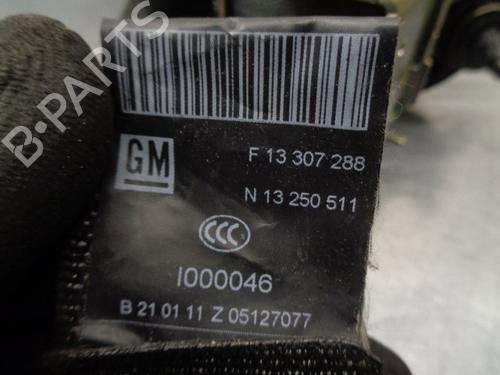 B-PARTS
GM
F 13 307 288
N 13 250 511
CCC
I000046
B 21 01 11 Z 05127077